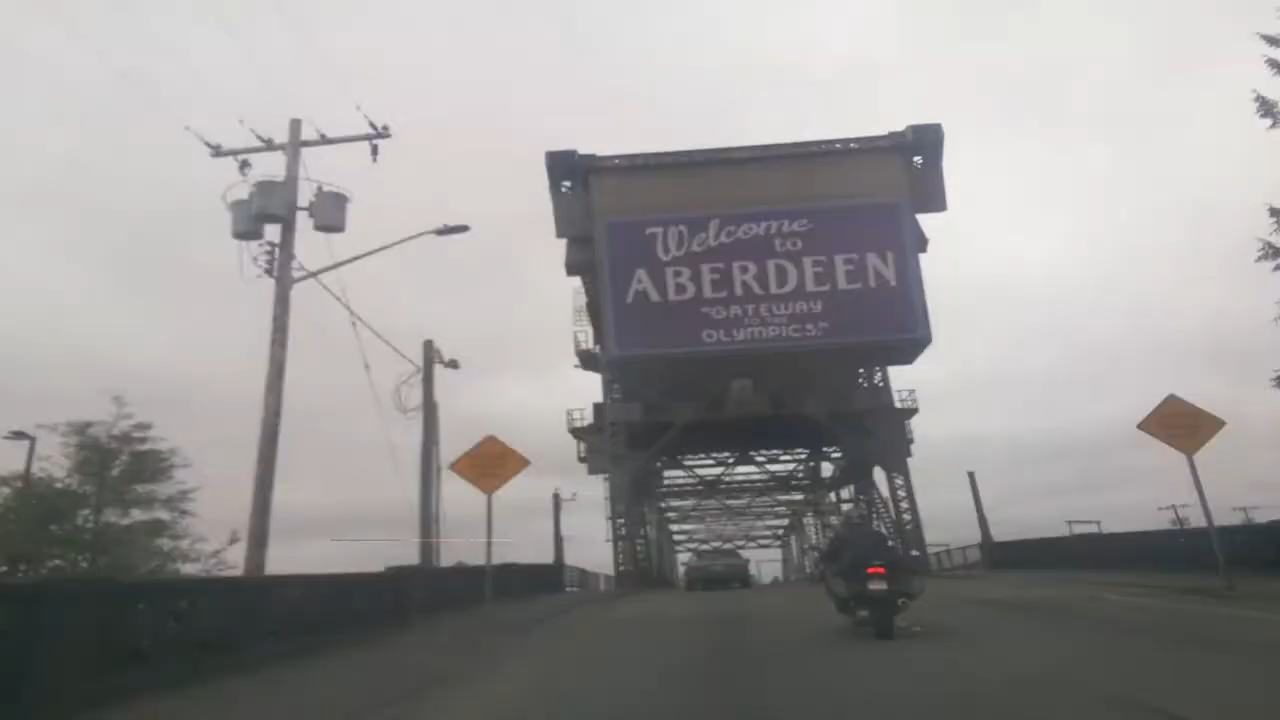 Welcome
to
ABERDEEN
"GATEWAY
TO THE
OLYMPICS."